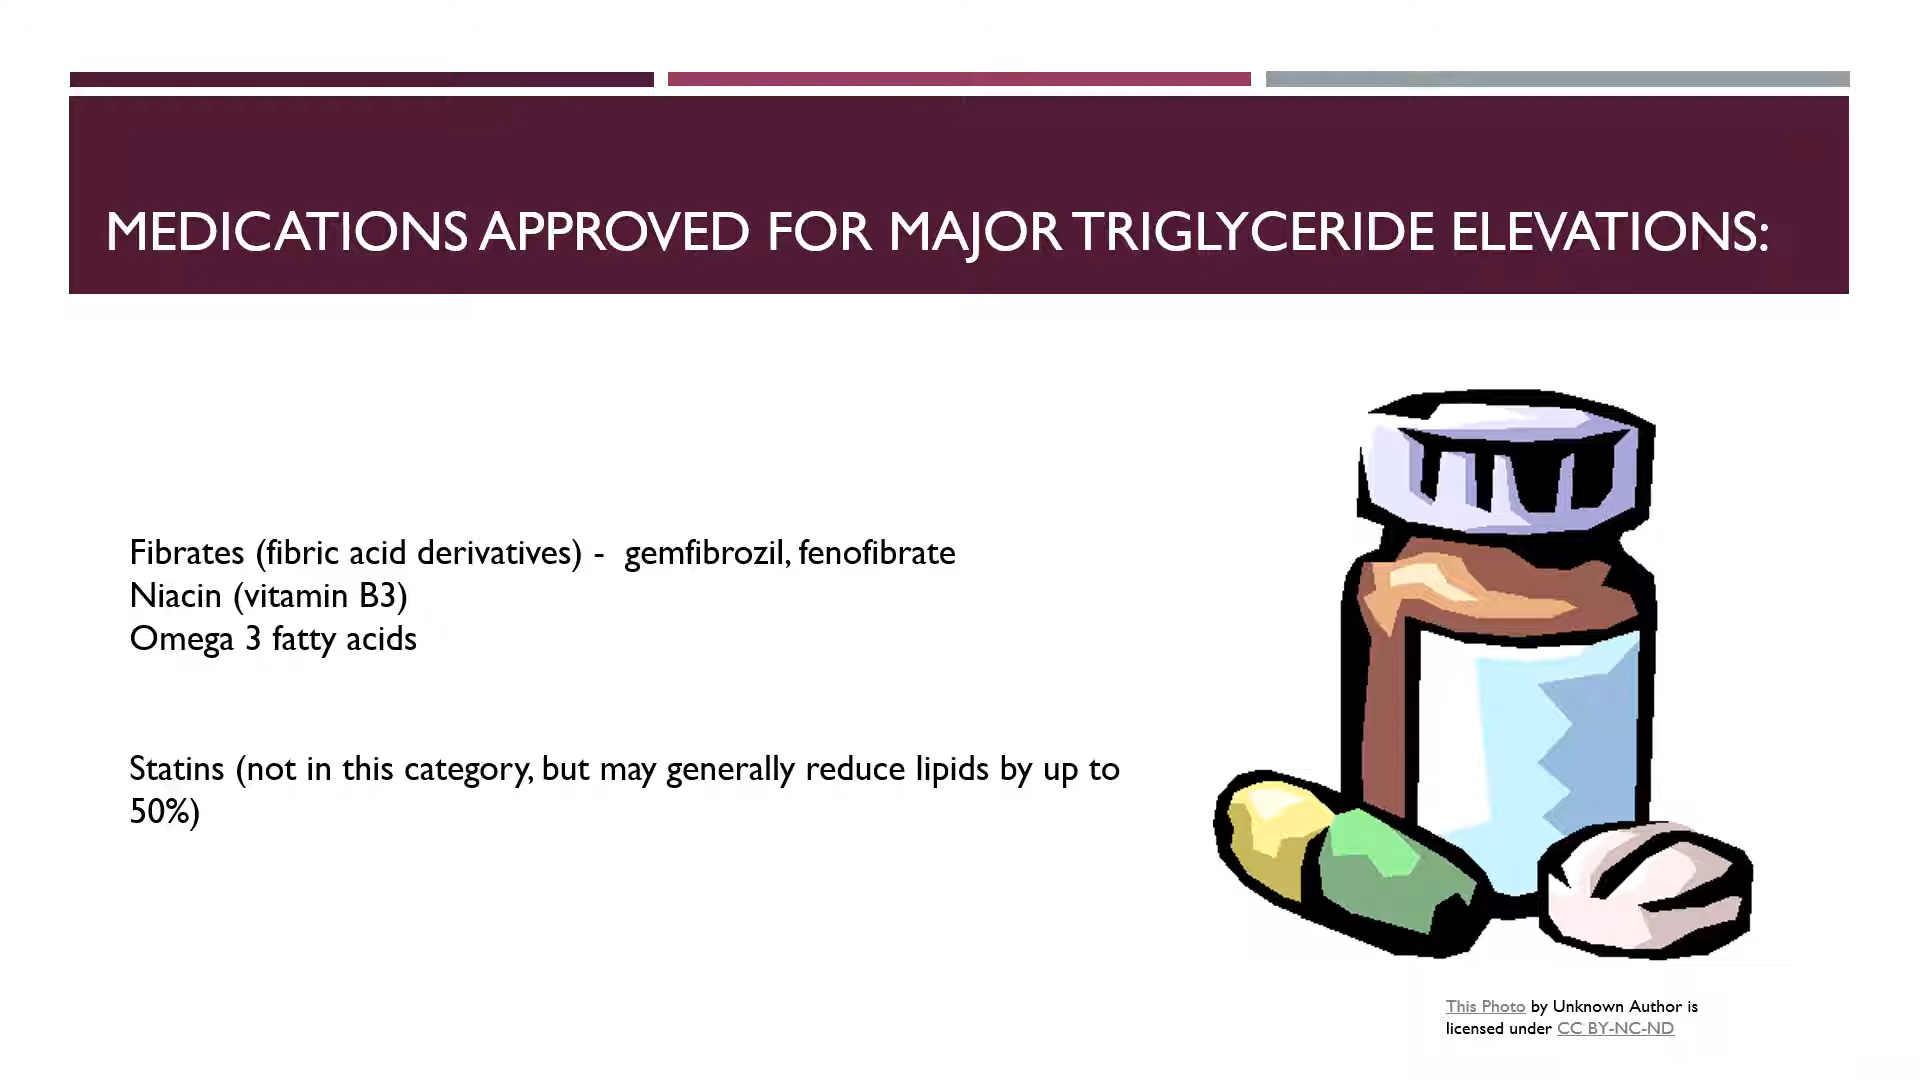 MEDICATIONS APPROVED FOR MAJOR TRIGLYCERIDE ELEVATIONS:
Fibrates (fibric acid derivatives) - gemfibrozil, fenofibrate
Niacin (vitamin B3)
Omega 3 fatty acids
Statins (not in this category, but may generally reduce lipids by up to
50%)
This Photo by Unknown Author is
licensed under CC BY-NC-ND